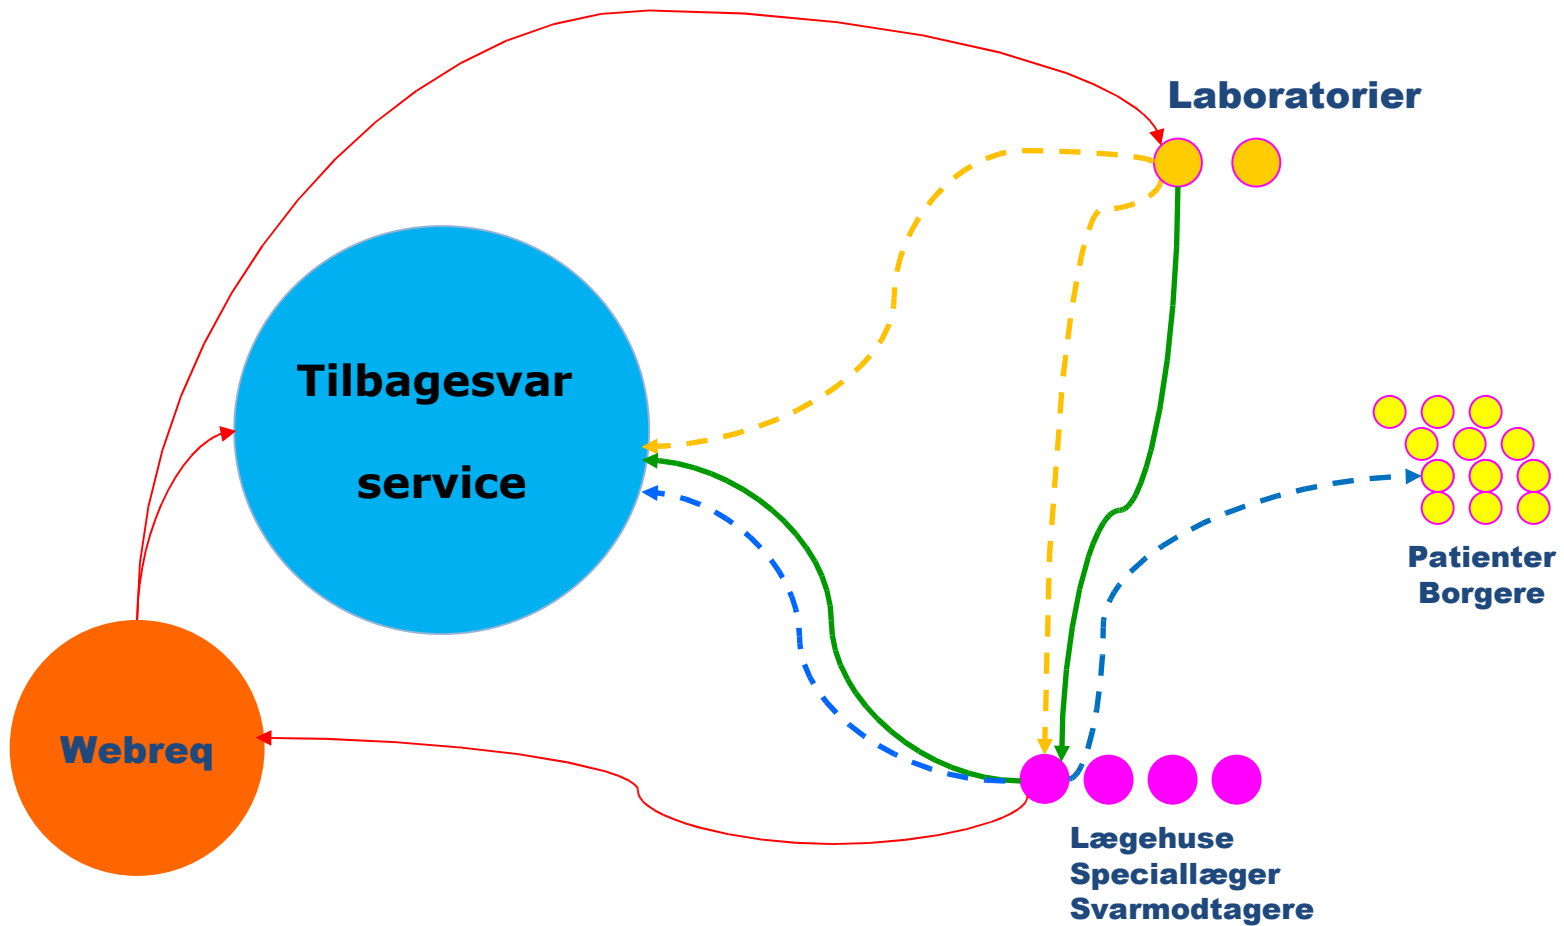 Laboratorier
Tilbagesvar
service
Patienter
Borgere
Webreq
Lægehuse
Speciallæger
Svarmodtagere